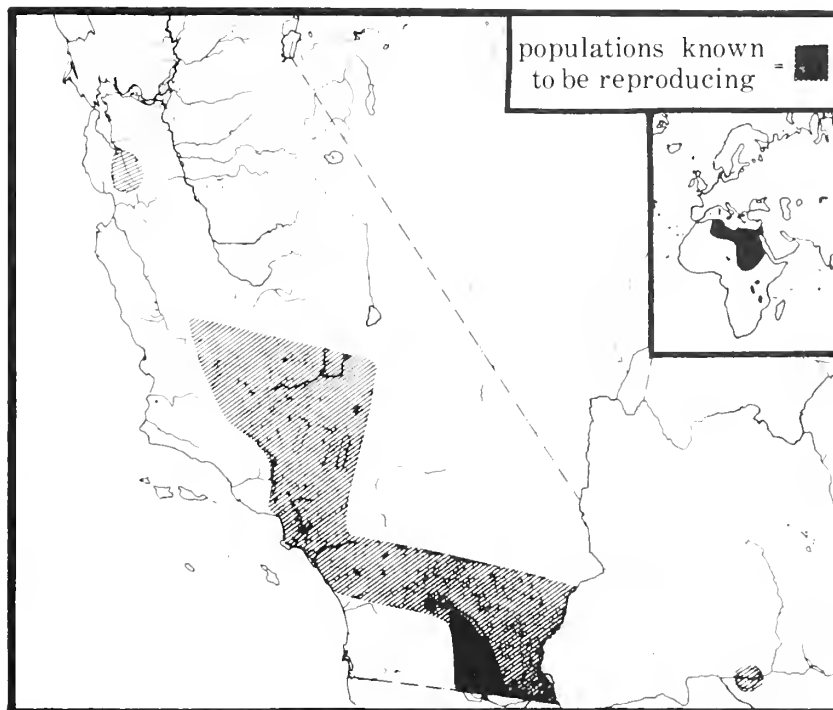 populations known =
to be reproducing